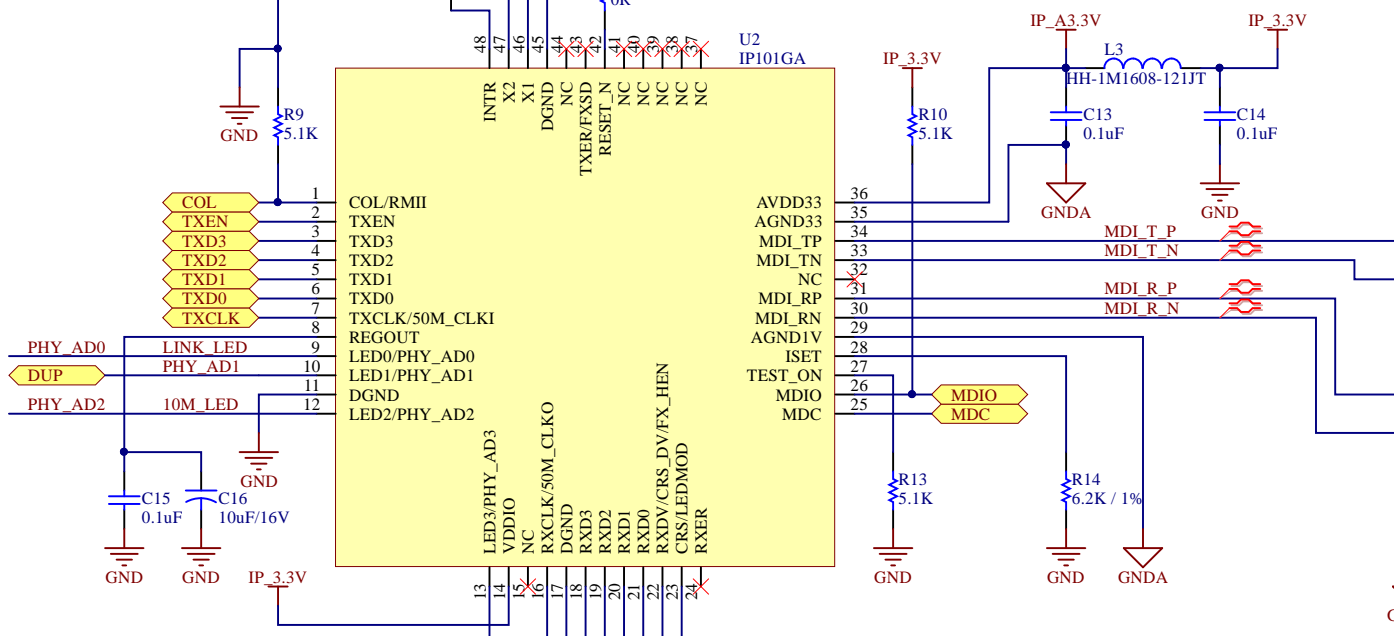 0K
IP_A3.3V
IP_3.3V
U2
IP101GA
IP_3.3V
L3
HH-1M1608-121JT
48 47 46 45 44 43 42 41 40 39 38 37
INTR X2 X1 DGND NC TXER/FXSD RESET_N NC NC NC NC NC
GND
R9
5.1K
R10
5.1K
C13
0.1uF
C14
0.1uF
GNDA
GND
COL 1 COL/RMII
TXEN 2 TXEN
TXD3 3 TXD3
TXD2 4 TXD2
TXD1 5 TXD1
TXD0 6 TXD0
TXCLK 7 TXCLK/50M_CLKI
8 REGOUT
PHY_AD0 LINK_LED 9 LED0/PHY_AD0
DUP PHY_AD1 10 LED1/PHY_AD1
11 DGND
PHY_AD2 10M_LED 12 LED2/PHY_AD2
AVDD33 36
AGND33 35
MDI_TP 34 MDI_T_P
MDI_TN 33 MDI_T_N
NC 32
MDI_RP 31 MDI_R_P
MDI_RN 30 MDI_R_N
AGND1V 29
ISET 28
TEST_ON 27
MDIO 26 MDIO
MDC 25 MDC
GND
C15
0.1uF
C16
10uF/16V
GND
GND
LED3/PHY_AD3 VDDIO NC RXCLK/50M_CLKO DGND RXD3 RXD2 RXD1 RXD0 RXDV/CRS_DV/FX_HEN CRS/LEDMOD RXER
13 14 15 16 17 18 19 20 21 22 23 24
IP_3.3V
R13
5.1K
R14
6.2K / 1%
GND
GND
GNDA